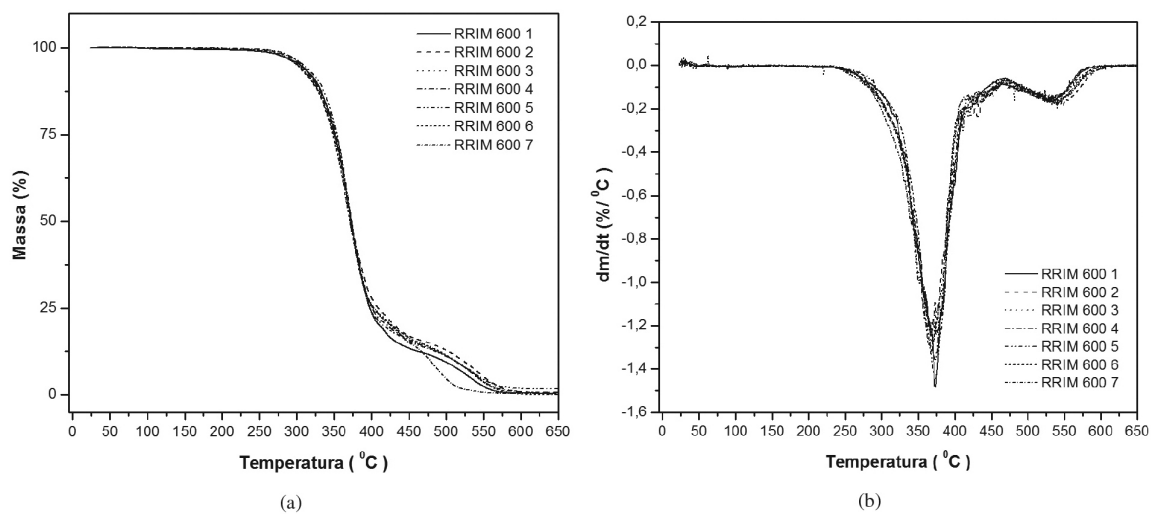 100
75
50
25
0
Massa (%)
RRIM 600 1
RRIM 600 2
RRIM 600 3
RRIM 600 4
RRIM 600 5
RRIM 600 6
RRIM 600 7
0 50 100 150 200 250 300 350 400 450 500 550 600 650
Temperatura ( ⁰C )
(a)
0,2
0,0
-0,2
-0,4
-0,6
-0,8
-1,0
-1,2
-1,4
-1,6
dm/dt (%/ ⁰C )
RRIM 600 1
RRIM 600 2
RRIM 600 3
RRIM 600 4
RRIM 600 5
RRIM 600 6
RRIM 600 7
0 50 100 150 200 250 300 350 400 450 500 550 600 650
Temperatura ( ⁰C )
(b)